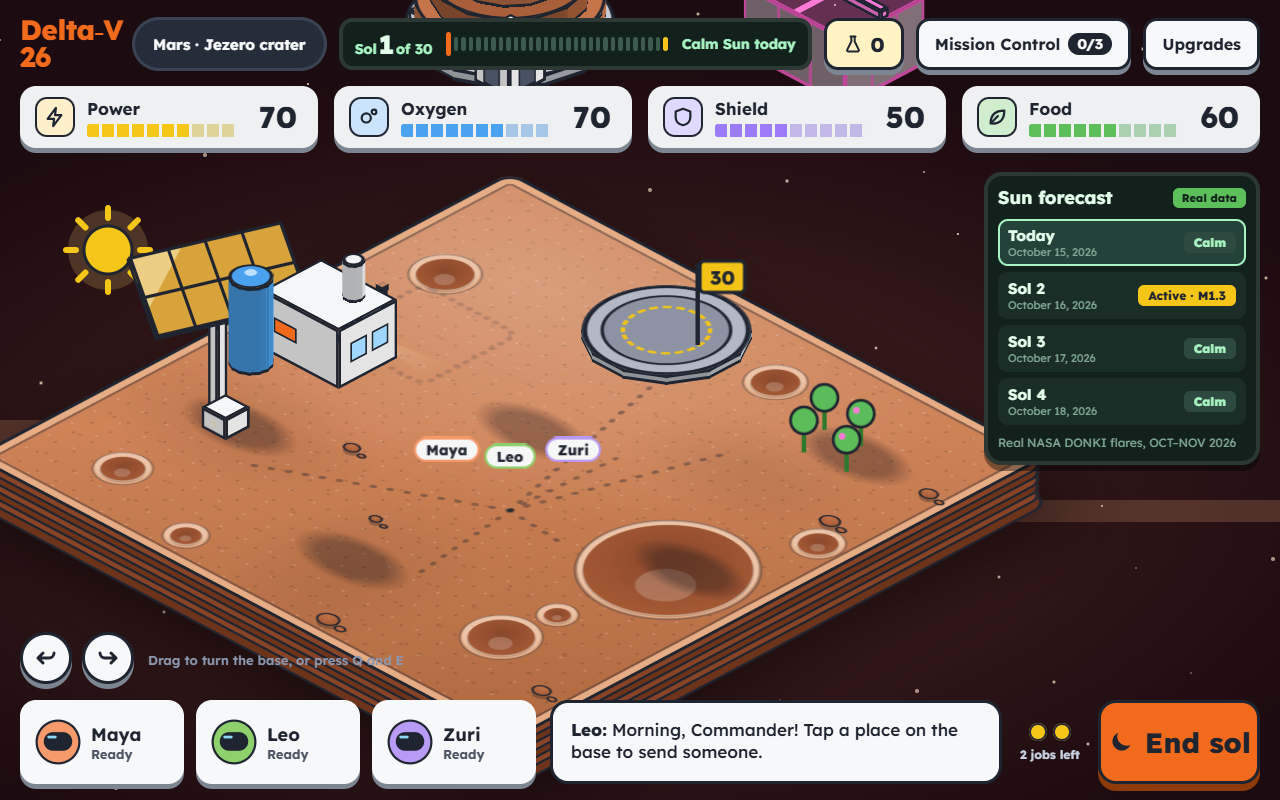 Delta-V
26
Mars · Jezero crater
Sol 1 of 30
Calm Sun today
0
Mission Control 0/3
Upgrades
Power 70
Oxygen 70
Shield 50
Food 60
Sun forecast
Real data
Today
October 15, 2026
Calm
Sol 2
October 16, 2026
Active · M1.3
Sol 3
October 17, 2026
Calm
Sol 4
October 18, 2026
Calm
Real NASA DONKI flares, OCT–NOV 2026
30
Maya
Leo
Zuri
Drag to turn the base, or press Q and E
Maya
Ready
Leo
Ready
Zuri
Ready
Leo: Morning, Commander! Tap a place on the
base to send someone.
2 jobs left
End sol